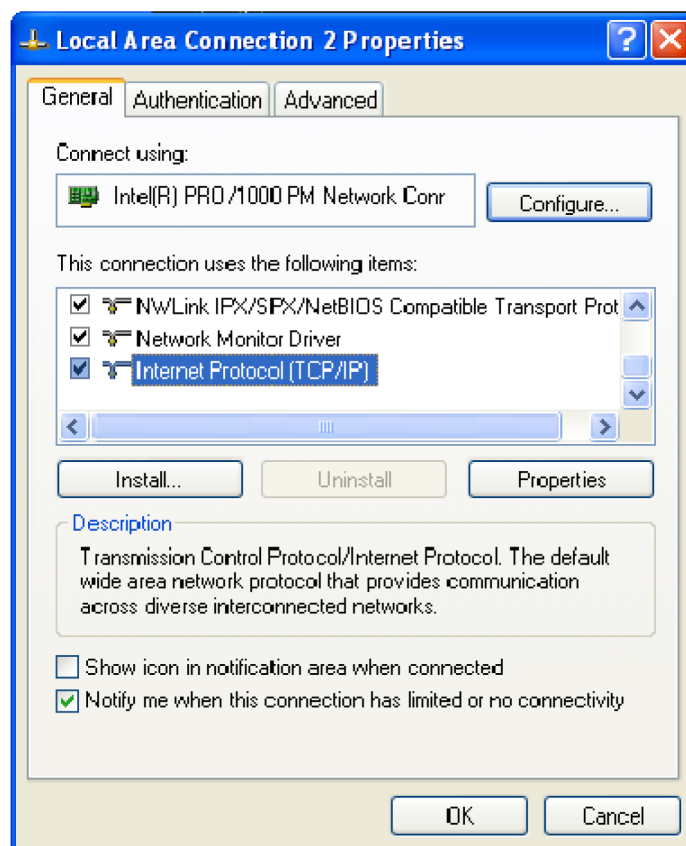 Local Area Connection 2 Properties
General Authentication Advanced
Connect using:
Intel(R) PRO/1000 PM Network Conr
Configure...
This connection uses the following items:
NWLink IPX/SPX/NetBIOS Compatible Transport Prot
Network Monitor Driver
Internet Protocol (TCP/IP)
Install... Uninstall Properties
Description
Transmission Control Protocol/Internet Protocol. The default
wide area network protocol that provides communication
across diverse interconnected networks.
Show icon in notification area when connected
Notify me when this connection has limited or no connectivity
OK Cancel